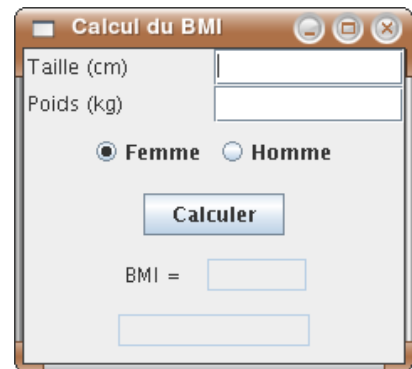 Calcul du BMI
Taille (cm)
Poids (kg)
Femme Homme
Calculer
BMI =